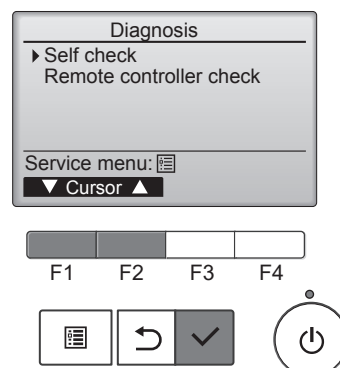 Diagnosis
Self check
Remote controller check
Service menu:
▼ Cursor ▲
F1 F2 F3 F4